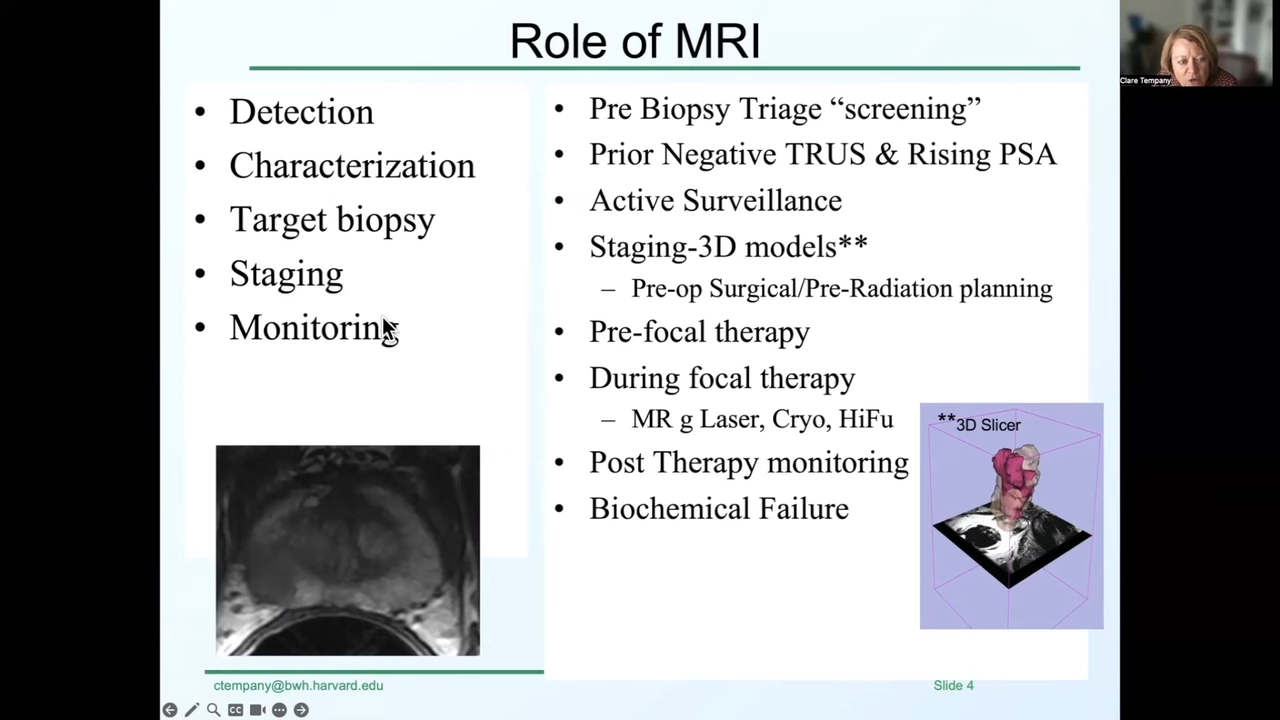 Role of MRI
Clare Tempany
• Detection
• Characterization
• Target biopsy
• Staging
• Monitoring
• Pre Biopsy Triage “screening”
• Prior Negative TRUS & Rising PSA
• Active Surveillance
• Staging-3D models**
– Pre-op Surgical/Pre-Radiation planning
• Pre-focal therapy
• During focal therapy
– MR g Laser, Cryo, HiFu
• Post Therapy monitoring
• Biochemical Failure
**3D Slicer
ctempany@bwh.harvard.edu
Slide 4
CC